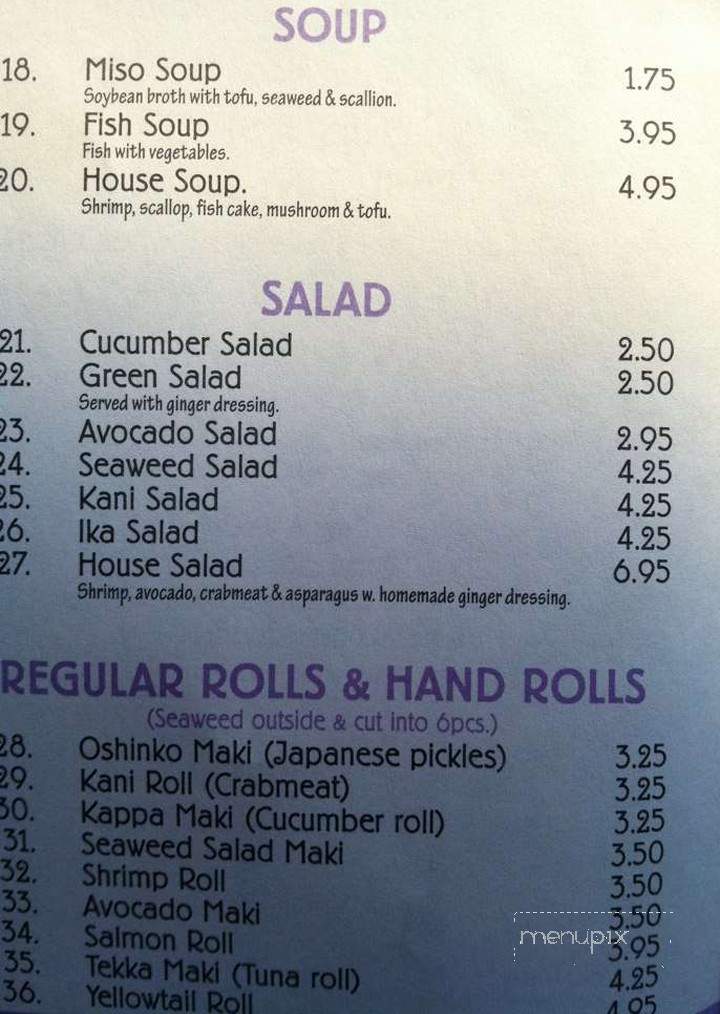 SOUP
18. Miso Soup 1.75
Soybean broth with tofu, seaweed & scallion.
19. Fish Soup 3.95
Fish with vegetables.
20. House Soup. 4.95
Shrimp, scallop, fish cake, mushroom & tofu.
SALAD
21. Cucumber Salad 2.50
22. Green Salad 2.50
Served with ginger dressing.
23. Avocado Salad 2.95
24. Seaweed Salad 4.25
25. Kani Salad 4.25
26. Ika Salad 4.25
27. House Salad 6.95
Shrimp, avocado, crabmeat & asparagus w. homemade ginger dressing.
REGULAR ROLLS & HAND ROLLS
(Seaweed outside & cut into 6pcs.)
28. Oshinko Maki (Japanese pickles) 3.25
29. Kani Roll (Crabmeat) 3.25
30. Kappa Maki (Cucumber roll) 3.25
31. Seaweed Salad Maki 3.50
32. Shrimp Roll 3.50
33. Avocado Maki 3.50
34. Salmon Roll 3.95
35. Tekka Maki (Tuna roll) 4.25
36. Yellowtail Roll 4.95
menupix